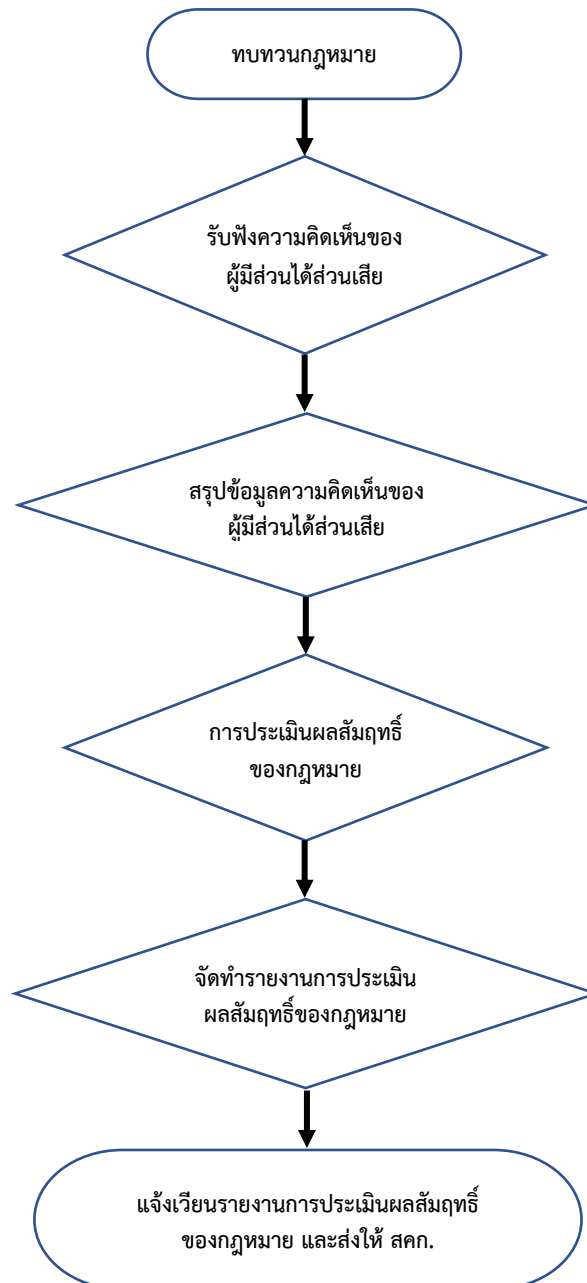 ทบทวนกฎหมาย
รับฟังความคิดเห็นของ
ผู้มีส่วนได้ส่วนเสีย
สรุปข้อมูลความคิดเห็นของ
ผู้มีส่วนได้ส่วนเสีย
การประเมินผลสัมฤทธิ์
ของกฎหมาย
จัดทำรายงานการประเมิน
ผลสัมฤทธิ์ของกฎหมาย
แจ้งเวียนรายงานการประเมินผลสัมฤทธิ์
ของกฎหมาย และส่งให้ สคก.